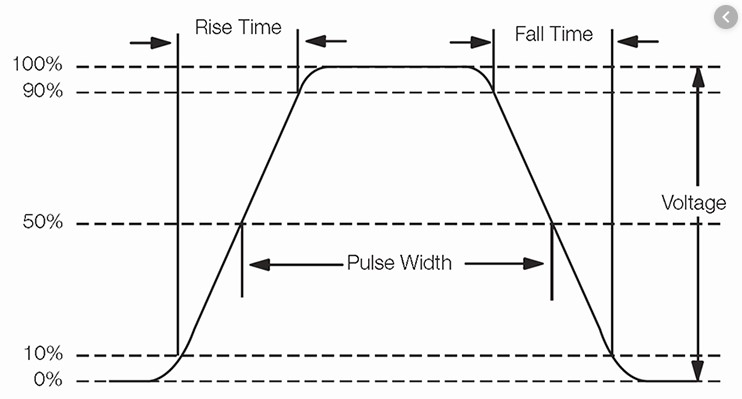 Rise Time
Fall Time
100%
90%
Voltage
50%
Pulse Width
10%
0%